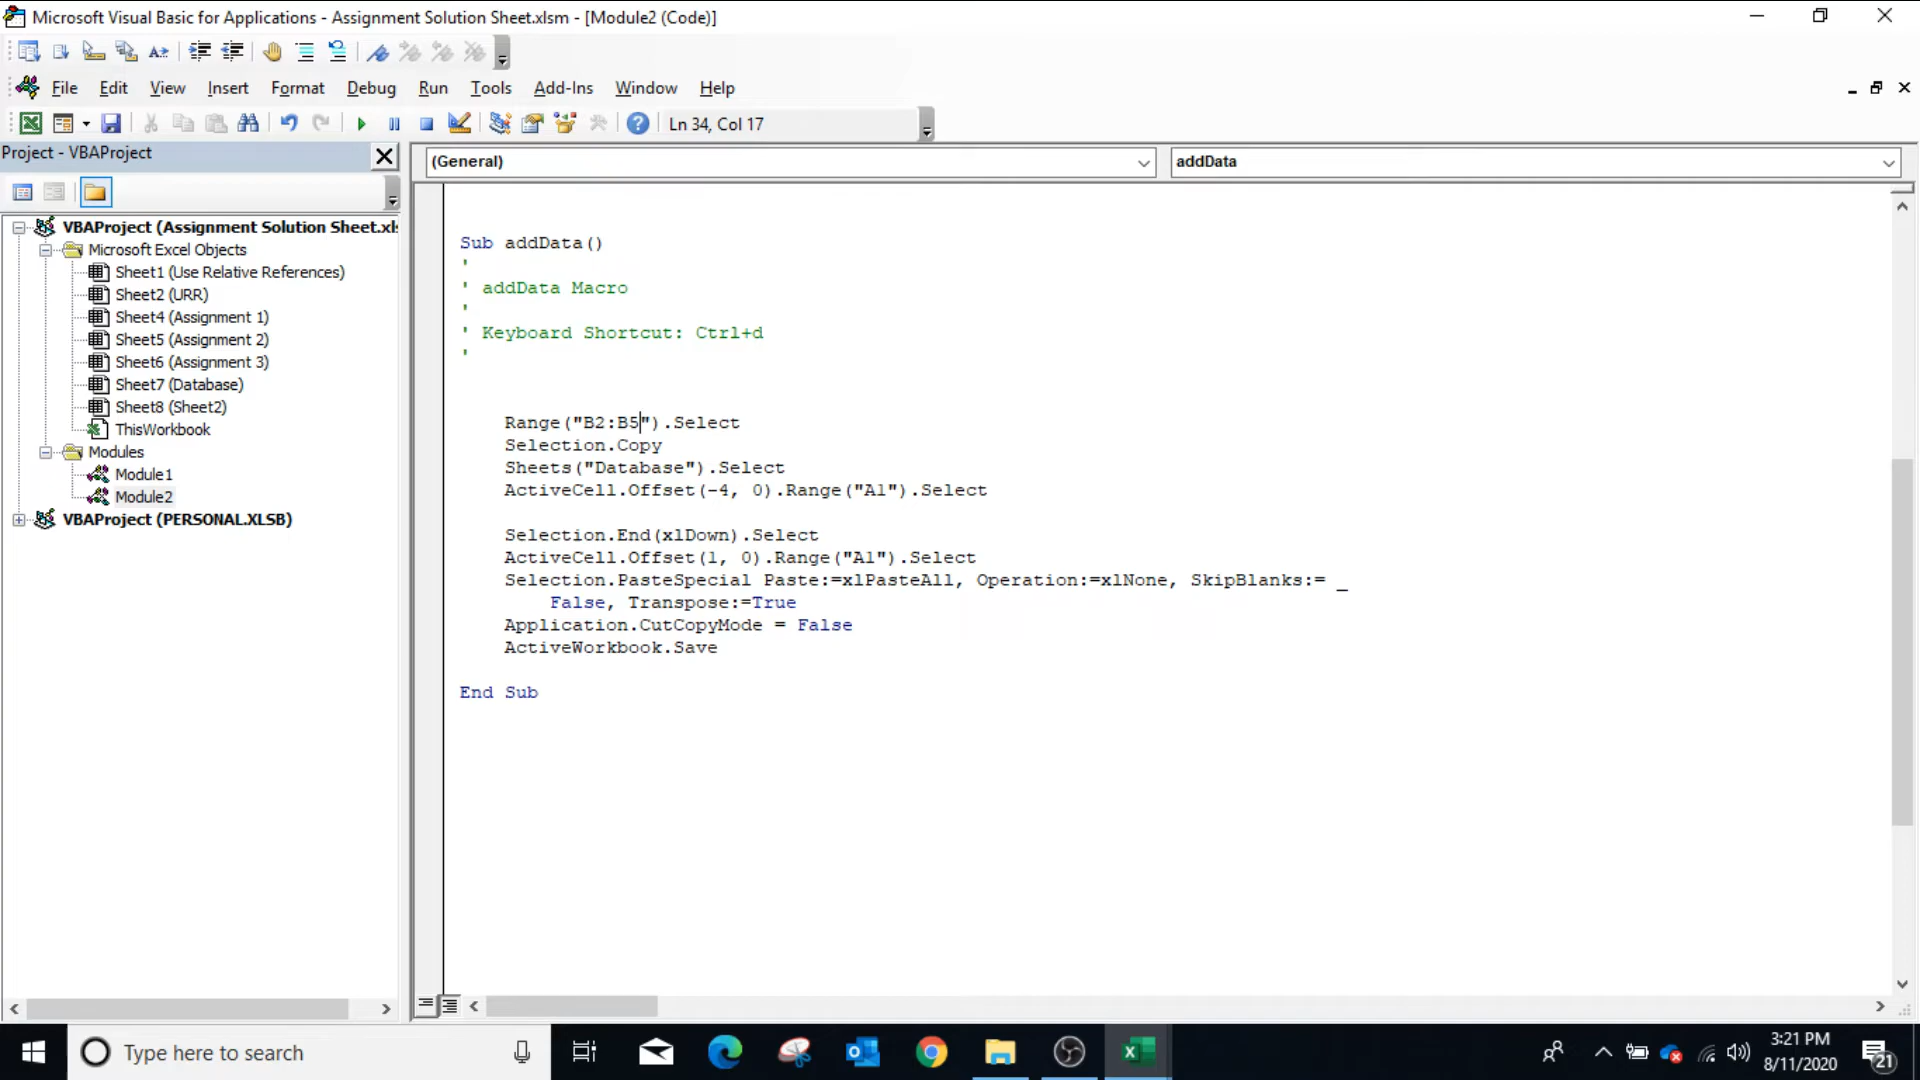 Microsoft Visual Basic for Applications - Assignment Solution Sheet.xlsm - [Module2 (Code)]
File Edit View Insert Format Debug Run Tools Add-Ins Window Help
Ln 34, Col 17
Project - VBAProject
(General)
addData
VBAProject (Assignment Solution Sheet.xl
Microsoft Excel Objects
Sheet1 (Use Relative References)
Sheet2 (URR)
Sheet4 (Assignment 1)
Sheet5 (Assignment 2)
Sheet6 (Assignment 3)
Sheet7 (Database)
Sheet8 (Sheet2)
ThisWorkbook
Modules
Module1
Module2
VBAProject (PERSONAL.XLSB)
Sub addData()
'
' addData Macro
'
' Keyboard Shortcut: Ctrl+d
'
Range("B2:B5").Select
Selection.Copy
Sheets("Database").Select
ActiveCell.Offset(-4, 0).Range("A1").Select
Selection.End(xlDown).Select
ActiveCell.Offset(1, 0).Range("A1").Select
Selection.PasteSpecial Paste:=xlPasteAll, Operation:=xlNone, SkipBlanks:= _
False, Transpose:=True
Application.CutCopyMode = False
ActiveWorkbook.Save
End Sub
Type here to search
3:21 PM
8/11/2020
21